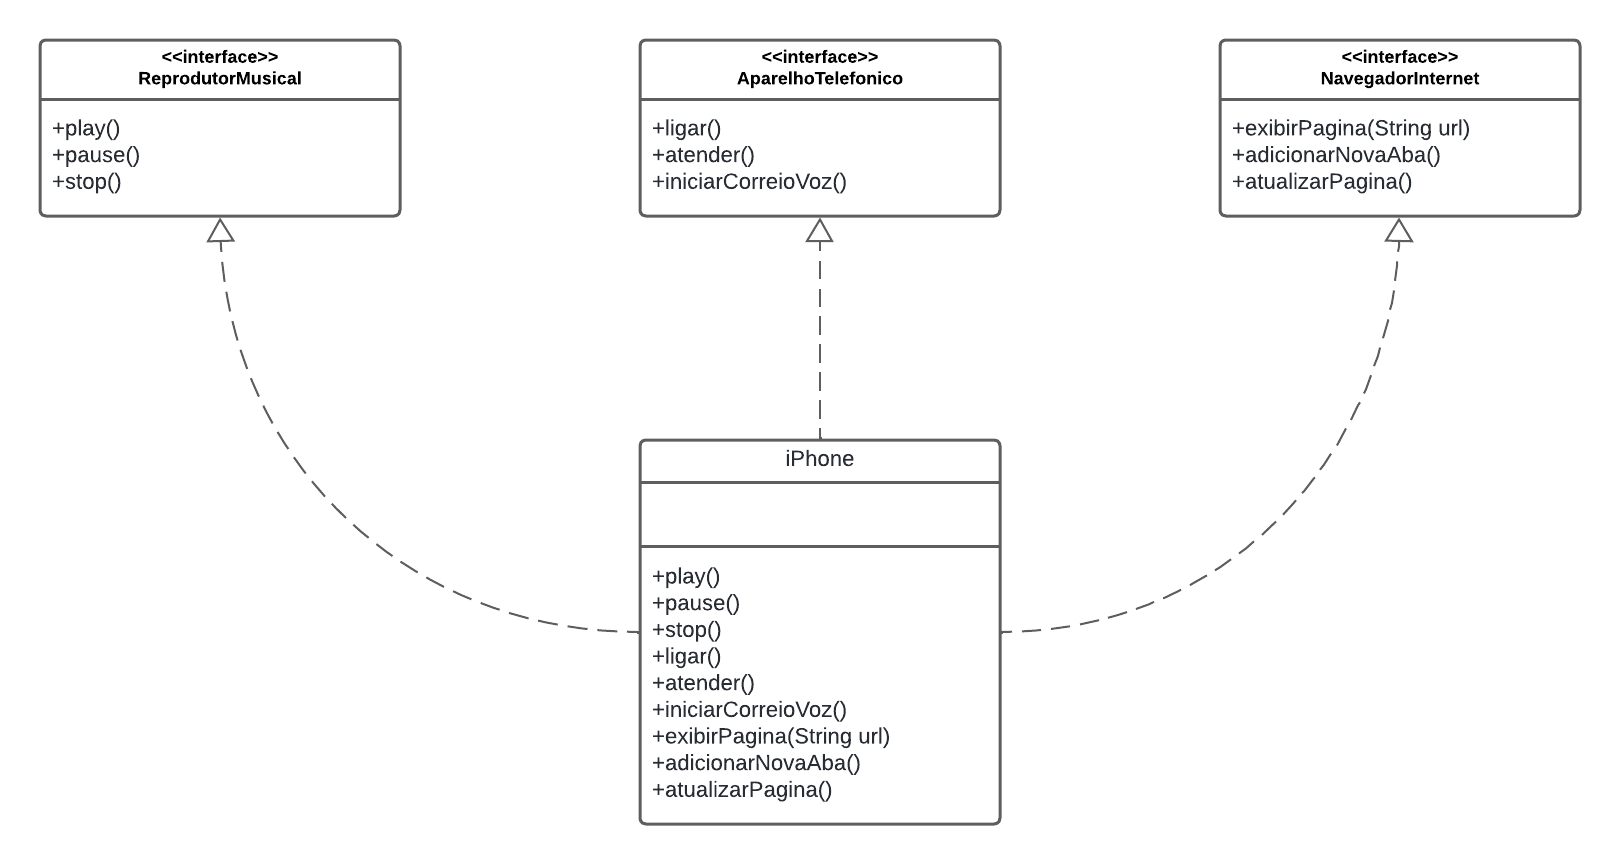 <<interface>>
ReprodutorMusical
+play()
+pause()
+stop()
<<interface>>
AparelhoTelefonico
+ligar()
+atender()
+iniciarCorreioVoz()
<<interface>>
NavegadorInternet
+exibirPagina(String url)
+adicionarNovaAba()
+atualizarPagina()
iPhone
+play()
+pause()
+stop()
+ligar()
+atender()
+iniciarCorreioVoz()
+exibirPagina(String url)
+adicionarNovaAba()
+atualizarPagina()